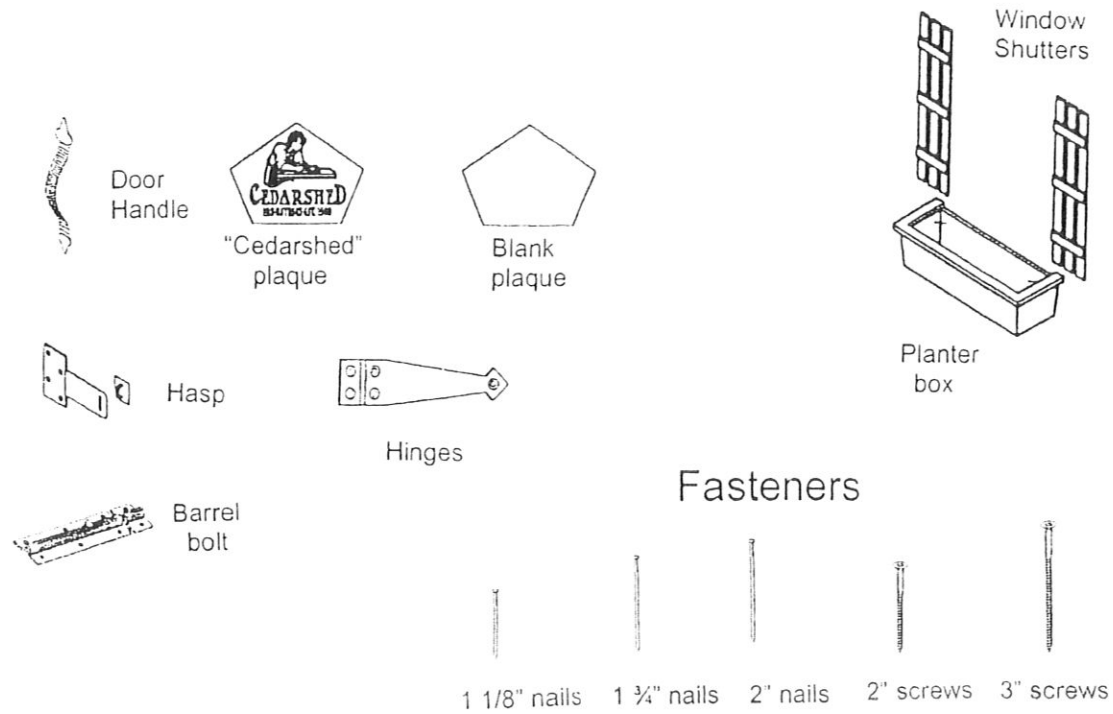 Window
Shutters
Door
Handle
CEDARSHED
"Cedarshed"
plaque
Blank
plaque
Planter
box
Hasp
Hinges
Fasteners
Barrel
bolt
1 1/8" nails
1 ¾" nails
2" nails
2" screws
3" screws